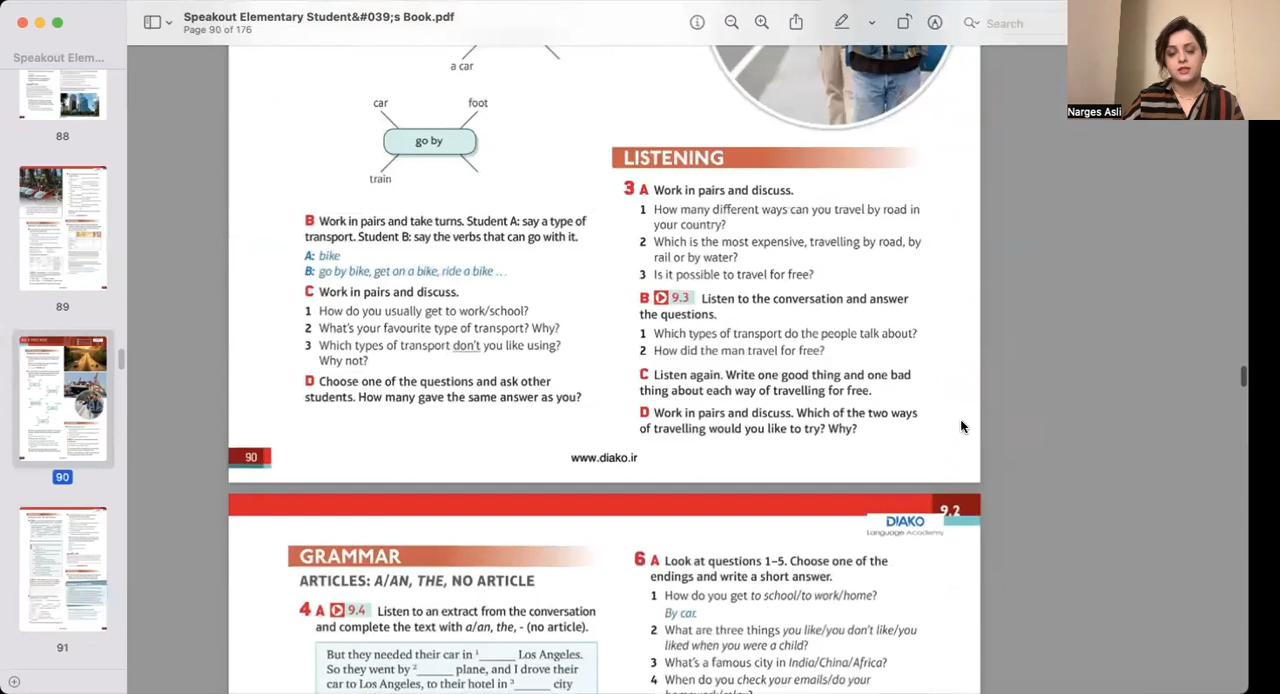 Speakout Elementary Student&#039;s Book.pdf
Page 90 of 176
Search
Speakout Elem...
88
89
90
91
Narges Asli
a car
car
foot
go by
train
B Work in pairs and take turns. Student A: say a type of
transport. Student B: say the verbs that can go with it.
A: bike
B: go by bike, get on a bike, ride a bike ...
C Work in pairs and discuss.
1 How do you usually get to work/school?
2 What's your favourite type of transport? Why?
3 Which types of transport don't you like using?
Why not?
D Choose one of the questions and ask other
students. How many gave the same answer as you?
LISTENING
3 A Work in pairs and discuss.
1 How many different ways can you travel by road in
your country?
2 Which is the most expensive, travelling by road, by
rail or by water?
3 Is it possible to travel for free?
B 9.3 Listen to the conversation and answer
the questions.
1 Which types of transport do the people talk about?
2 How did the man travel for free?
C Listen again. Write one good thing and one bad
thing about each way of travelling for free.
D Work in pairs and discuss. Which of the two ways
of travelling would you like to try? Why?
90
www.diako.ir
9.2
DIAKO
Language Academy
GRAMMAR
ARTICLES: A/AN, THE, NO ARTICLE
4 A 9.4 Listen to an extract from the conversation
and complete the text with a/an, the, - (no article).
But they needed their car in 1______ Los Angeles.
So they went by 2______ plane, and I drove their
car to Los Angeles, to their hotel in 3______ city
6 A Look at questions 1–5. Choose one of the
endings and write a short answer.
1 How do you get to school/to work/home?
By car.
2 What are three things you like/you don't like/you
liked when you were a child?
3 What's a famous city in India/China/Africa?
4 When do you check your emails/do your